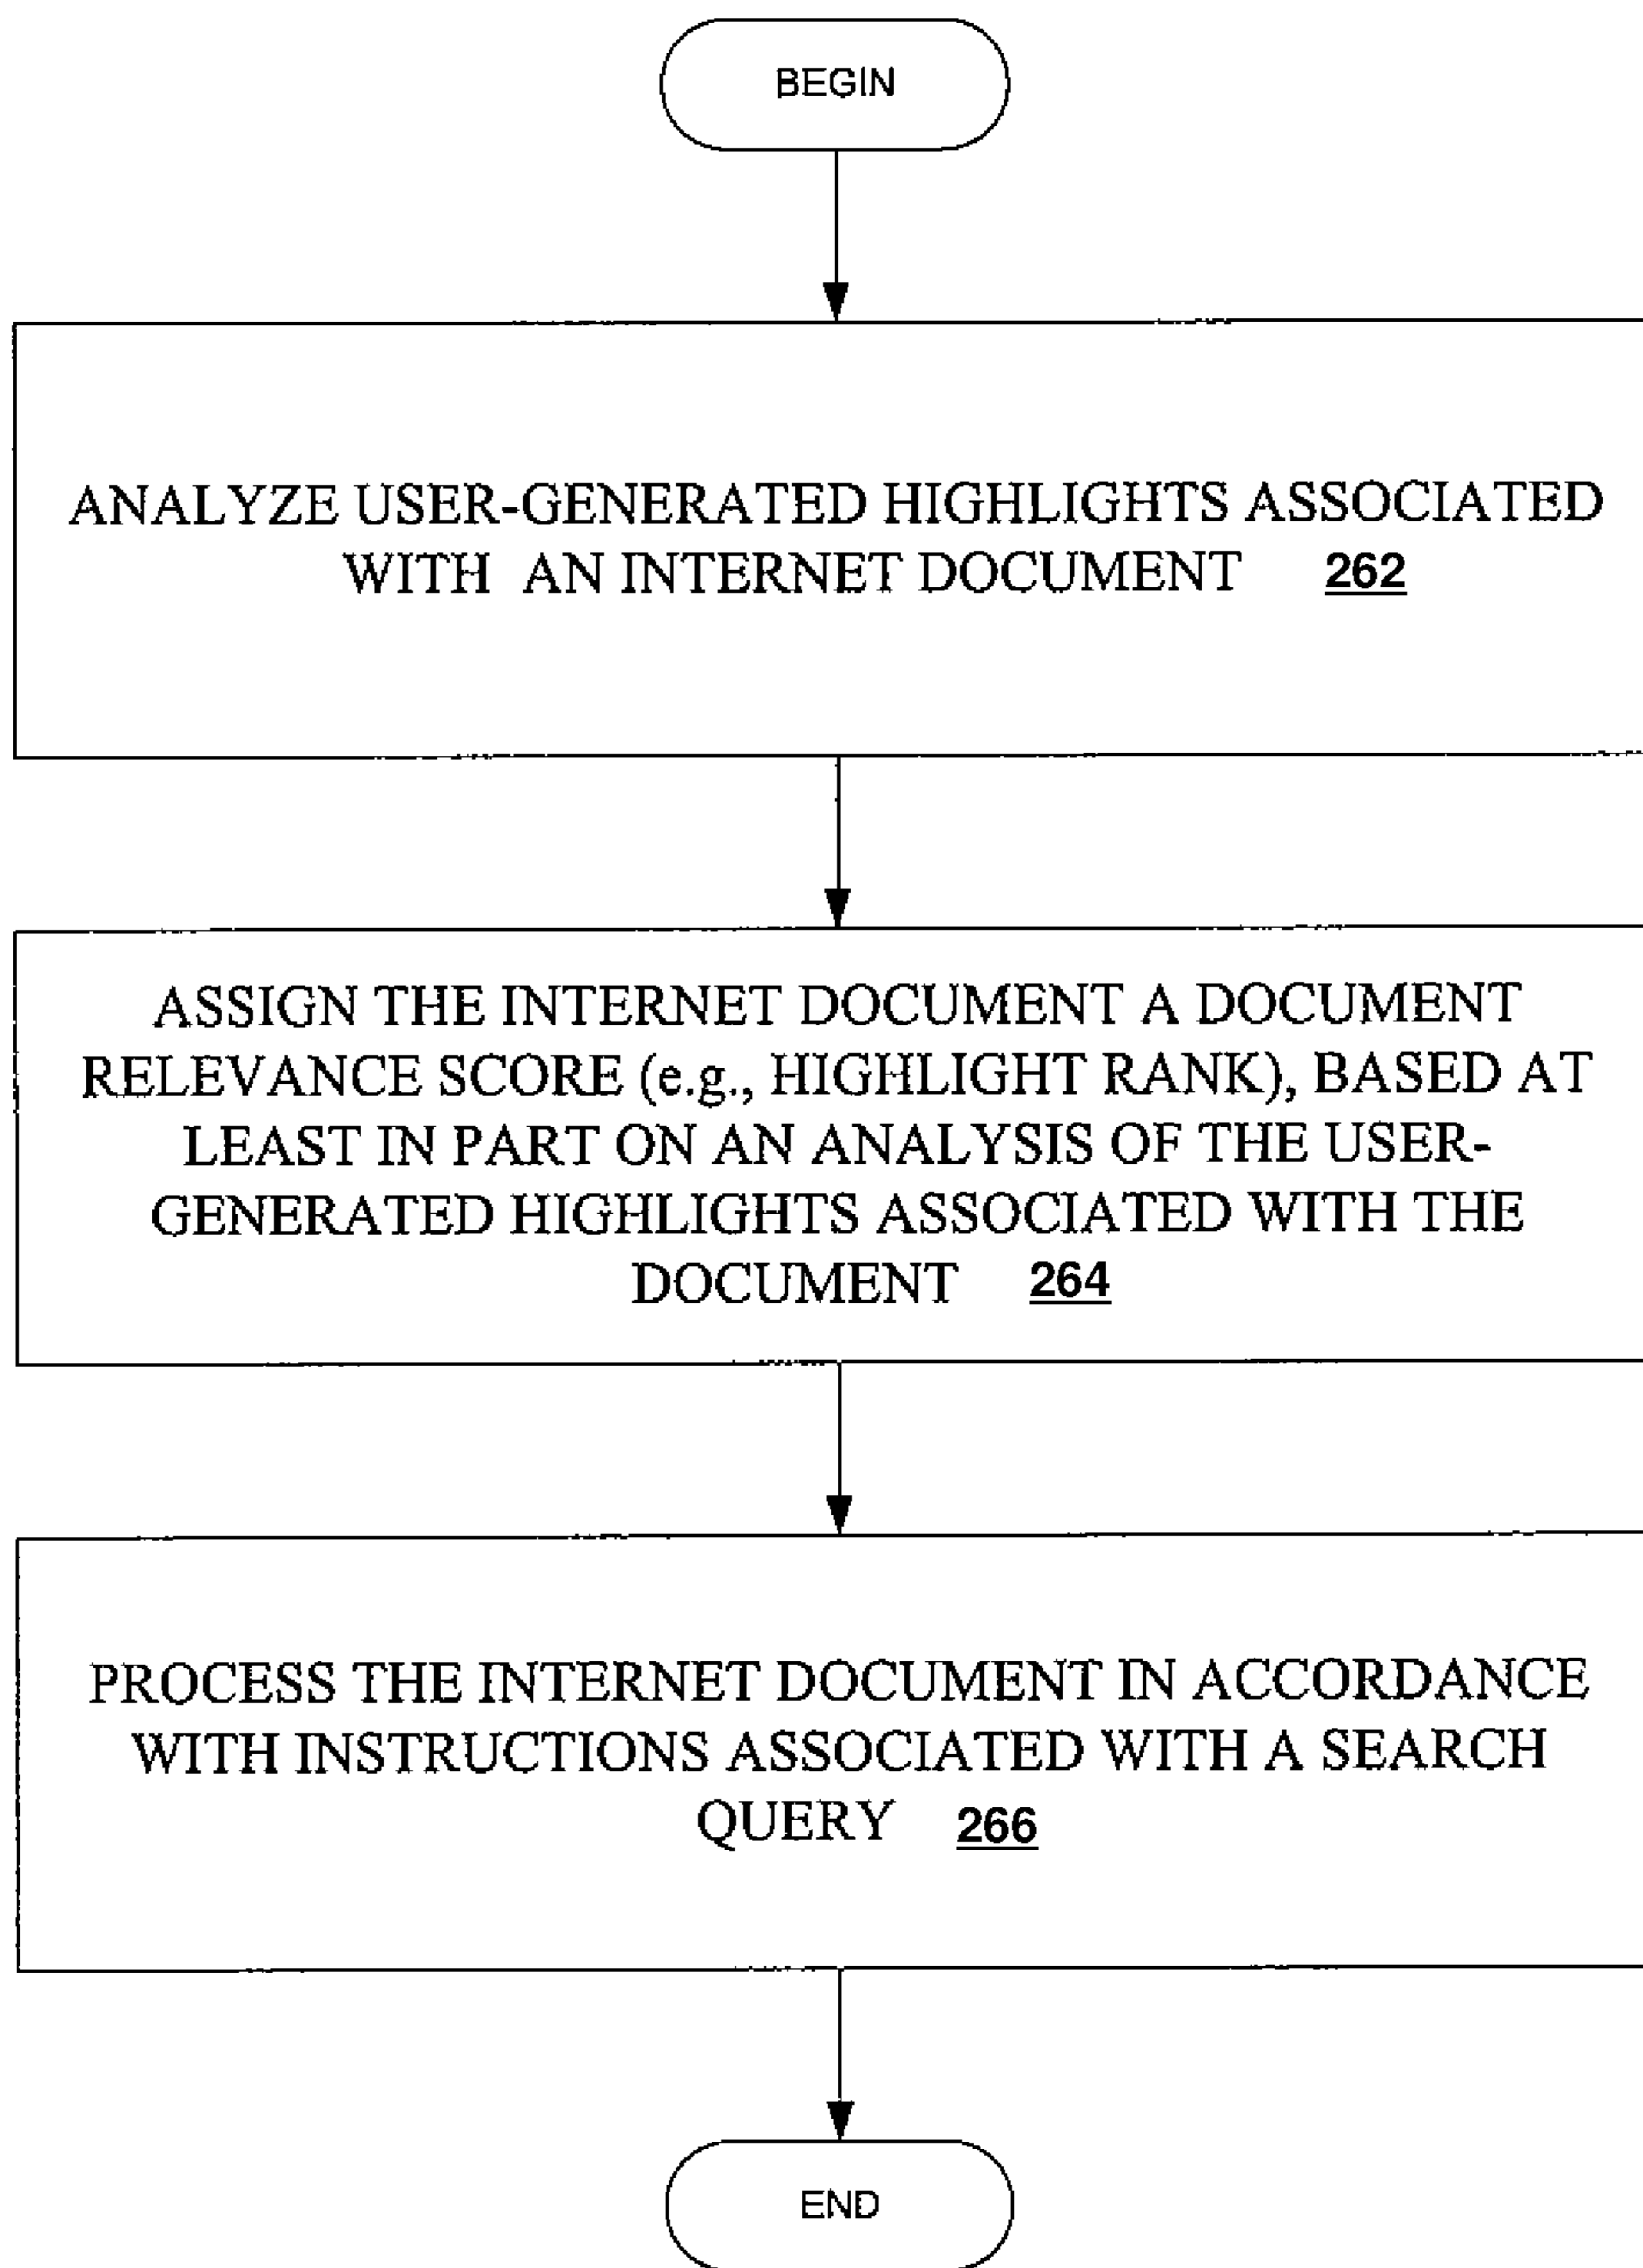 BEGIN
ANALYZE USER-GENERATED HIGHLIGHTS ASSOCIATED
WITH AN INTERNET DOCUMENT 262
ASSIGN THE INTERNET DOCUMENT A DOCUMENT
RELEVANCE SCORE (e.g., HIGHLIGHT RANK), BASED AT
LEAST IN PART ON AN ANALYSIS OF THE USER-
GENERATED HIGHLIGHTS ASSOCIATED WITH THE
DOCUMENT 264
PROCESS THE INTERNET DOCUMENT IN ACCORDANCE
WITH INSTRUCTIONS ASSOCIATED WITH A SEARCH
QUERY 266
END